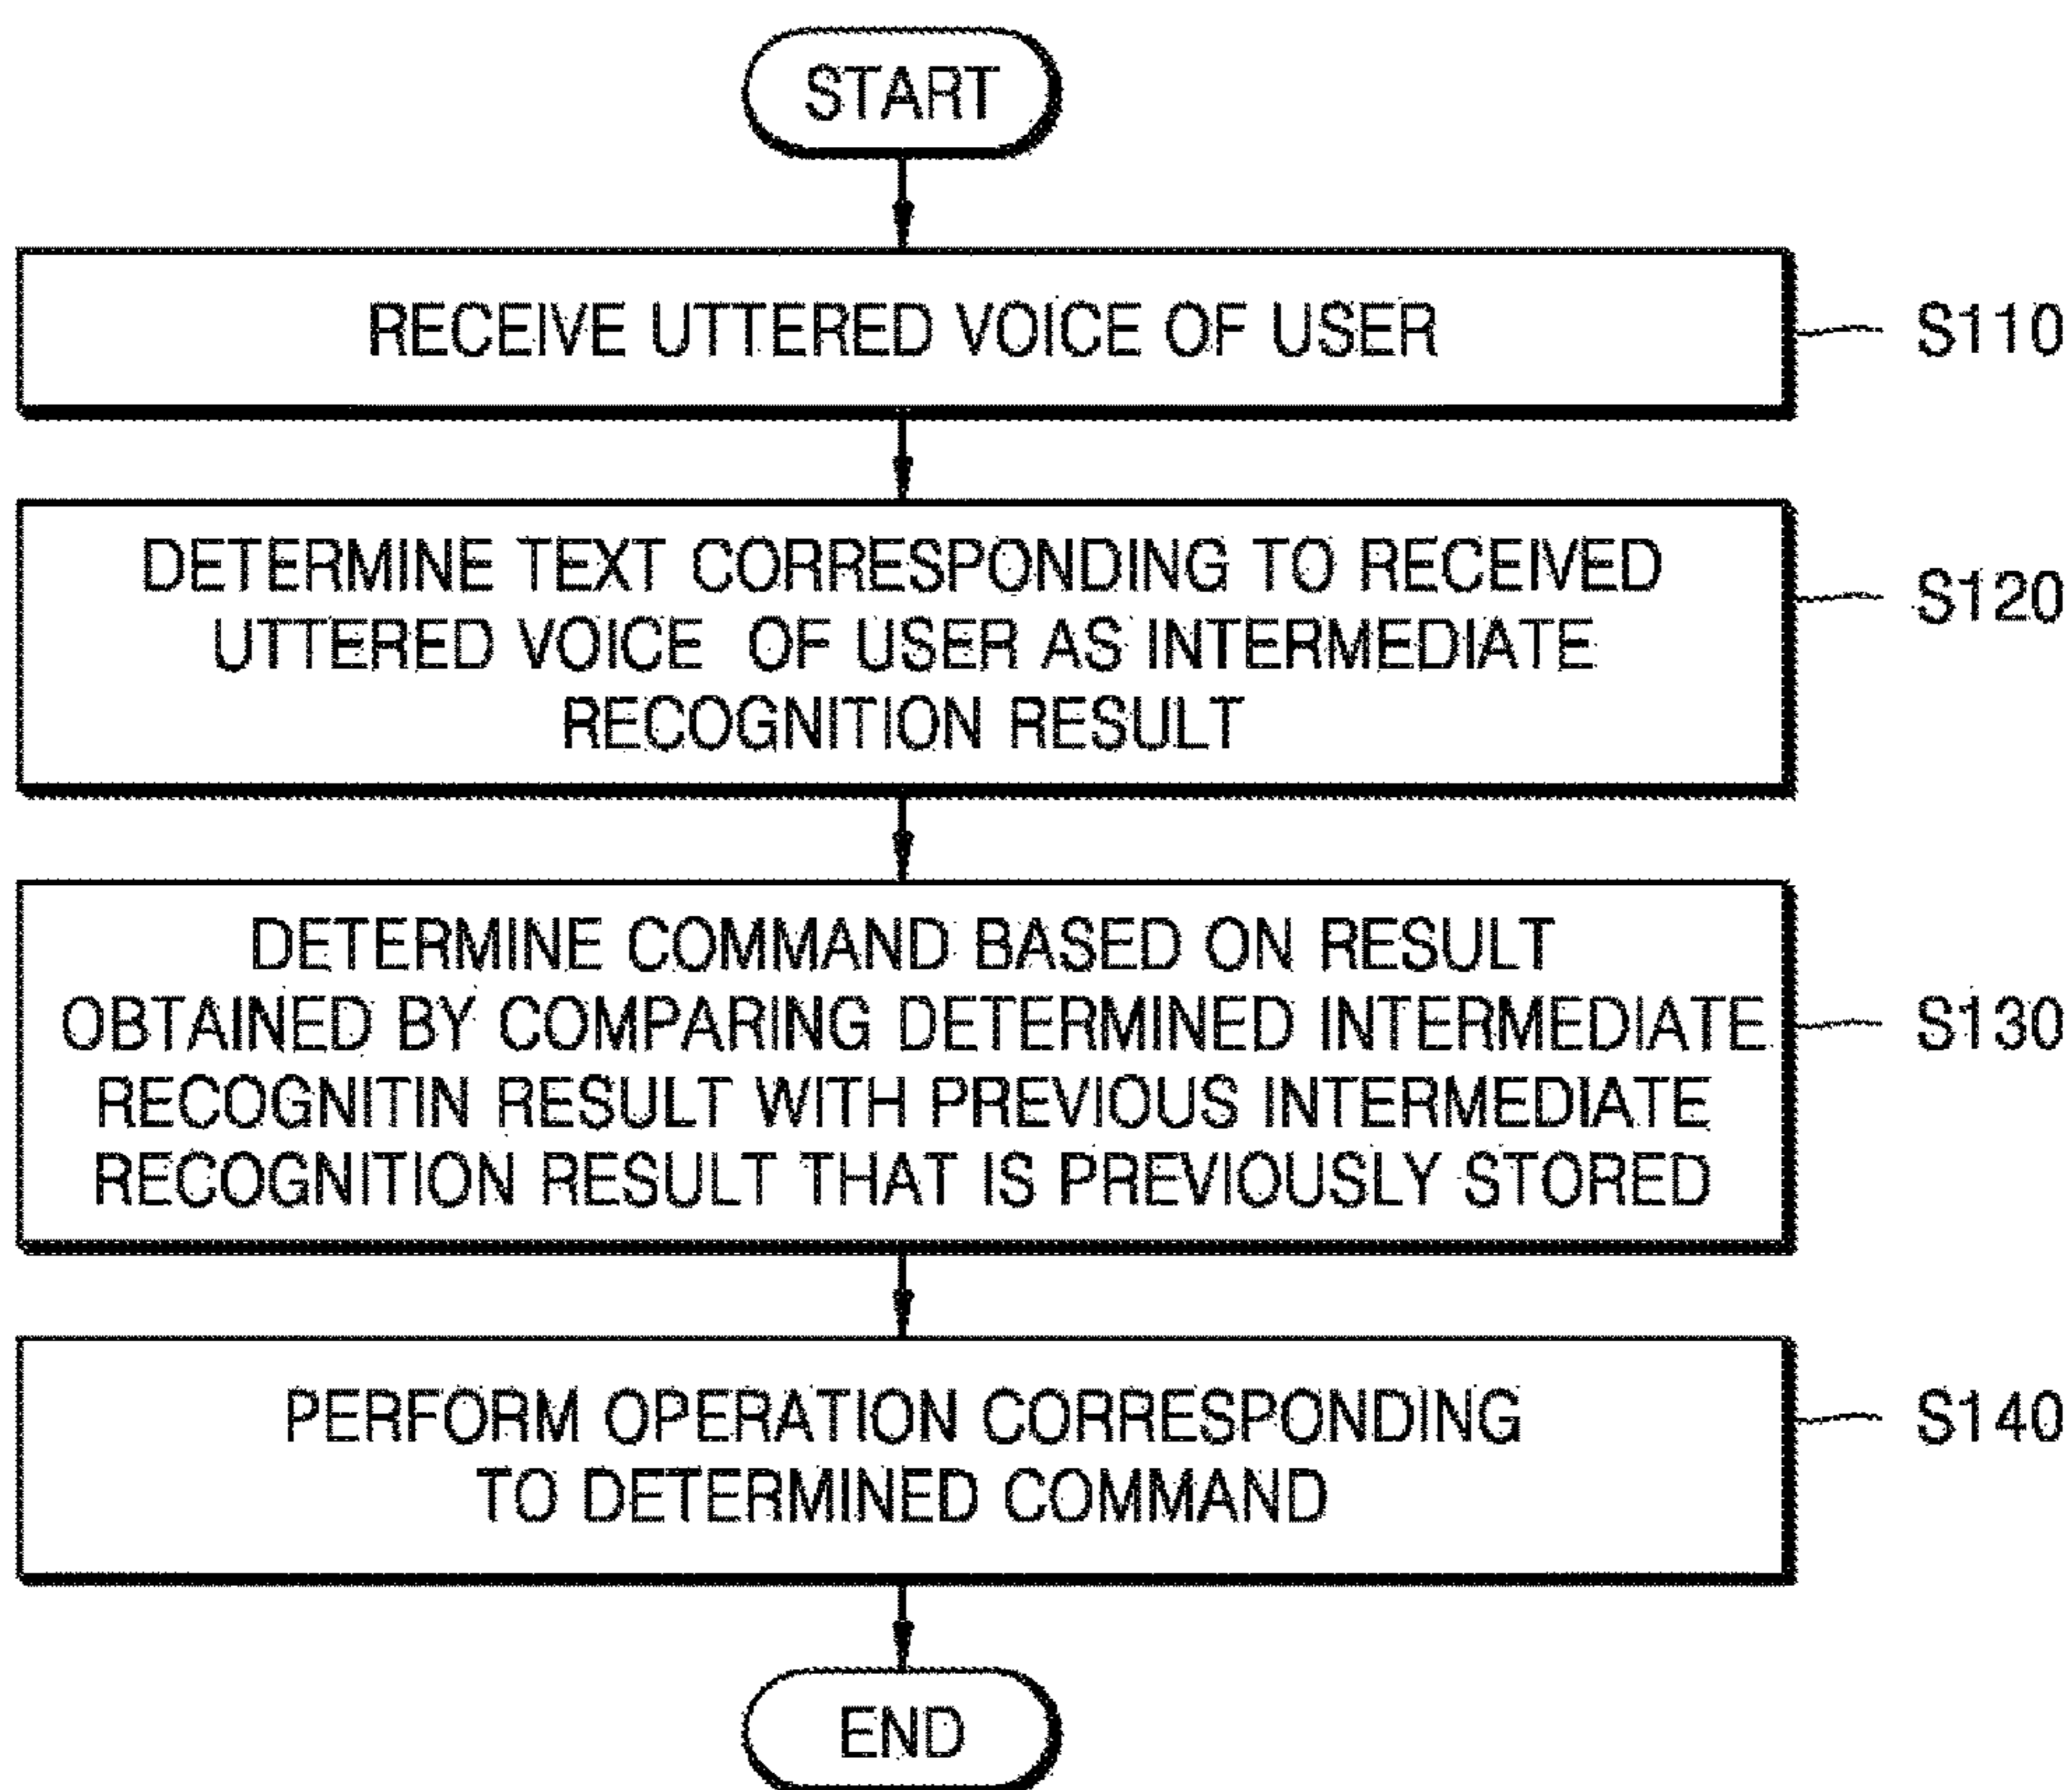 START
RECEIVE UTTERED VOICE OF USER
S110
DETERMINE TEXT CORRESPONDING TO RECEIVED
UTTERED VOICE OF USER AS INTERMEDIATE
RECOGNITION RESULT
S120
DETERMINE COMMAND BASED ON RESULT
OBTAINED BY COMPARING DETERMINED INTERMEDIATE
RECOGNITIN RESULT WITH PREVIOUS INTERMEDIATE
RECOGNITION RESULT THAT IS PREVIOUSLY STORED
S130
PERFORM OPERATION CORRESPONDING
TO DETERMINED COMMAND
S140
END